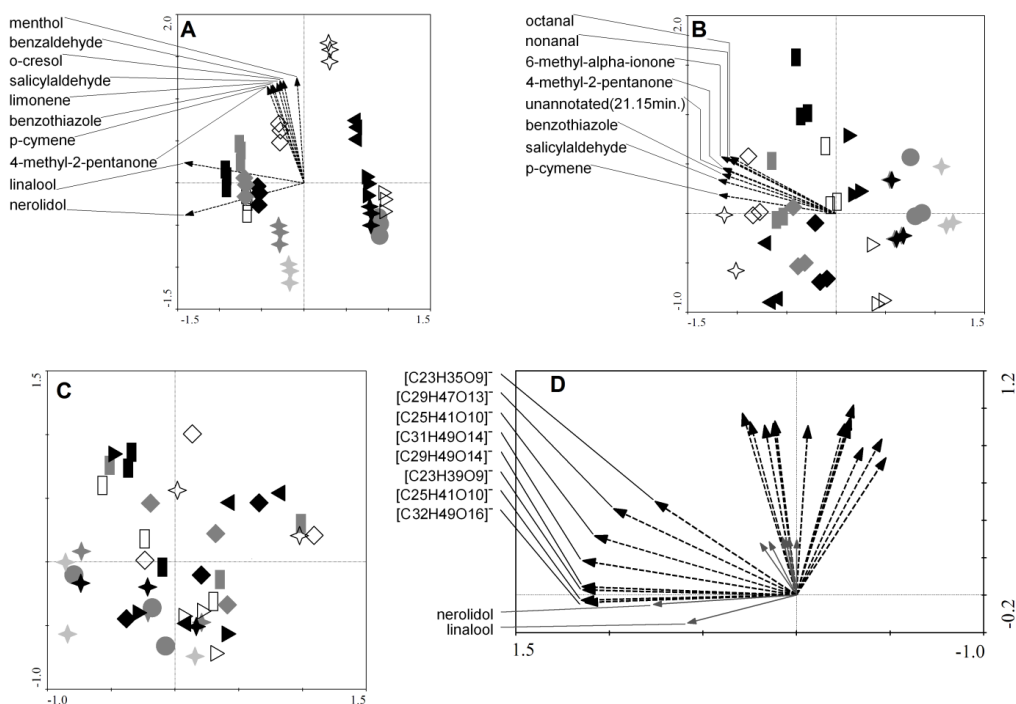 A
2.0
-1.5
-1.5
1.5
menthol
benzaldehyde
o-cresol
salicylaldehyde
limonene
benzothiazole
p-cymene
4-methyl-2-pentanone
linalool
nerolidol
B
2.0
-1.0
-1.5
1.5
octanal
nonanal
6-methyl-alpha-ionone
4-methyl-2-pentanone
unannotated(21.15min.)
benzothiazole
salicylaldehyde
p-cymene
C
1.5
-1.0
-1.0
1.5
D
[C23H35O9]⁻
[C29H47O13]⁻
[C25H41O10]⁻
[C31H49O14]⁻
[C29H49O14]⁻
[C23H39O9]⁻
[C25H41O10]⁻
[C32H49O16]⁻
nerolidol
linalool
1.2
-0.2
1.5
-1.0